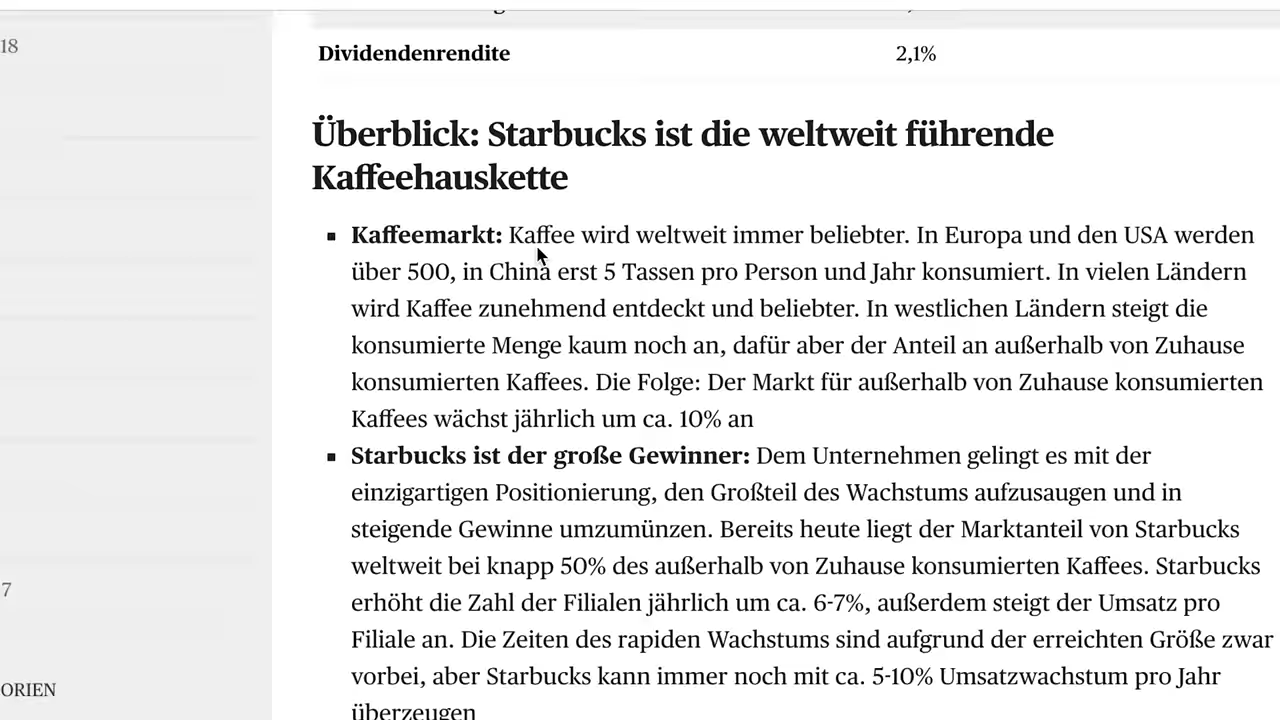 18
Dividendenrendite 2,1%
Überblick: Starbucks ist die weltweit führende
Kaffeehauskette
Kaffeemarkt: Kaffee wird weltweit immer beliebter. In Europa und den USA werden
über 500, in China erst 5 Tassen pro Person und Jahr konsumiert. In vielen Ländern
wird Kaffee zunehmend entdeckt und beliebter. In westlichen Ländern steigt die
konsumierte Menge kaum noch an, dafür aber der Anteil an außerhalb von Zuhause
konsumierten Kaffees. Die Folge: Der Markt für außerhalb von Zuhause konsumierten
Kaffees wächst jährlich um ca. 10% an
Starbucks ist der große Gewinner: Dem Unternehmen gelingt es mit der
einzigartigen Positionierung, den Großteil des Wachstums aufzusaugen und in
steigende Gewinne umzumünzen. Bereits heute liegt der Marktanteil von Starbucks
weltweit bei knapp 50% des außerhalb von Zuhause konsumierten Kaffees. Starbucks
erhöht die Zahl der Filialen jährlich um ca. 6-7%, außerdem steigt der Umsatz pro
Filiale an. Die Zeiten des rapiden Wachstums sind aufgrund der erreichten Größe zwar
vorbei, aber Starbucks kann immer noch mit ca. 5-10% Umsatzwachstum pro Jahr
überzeugen
7
ORIEN